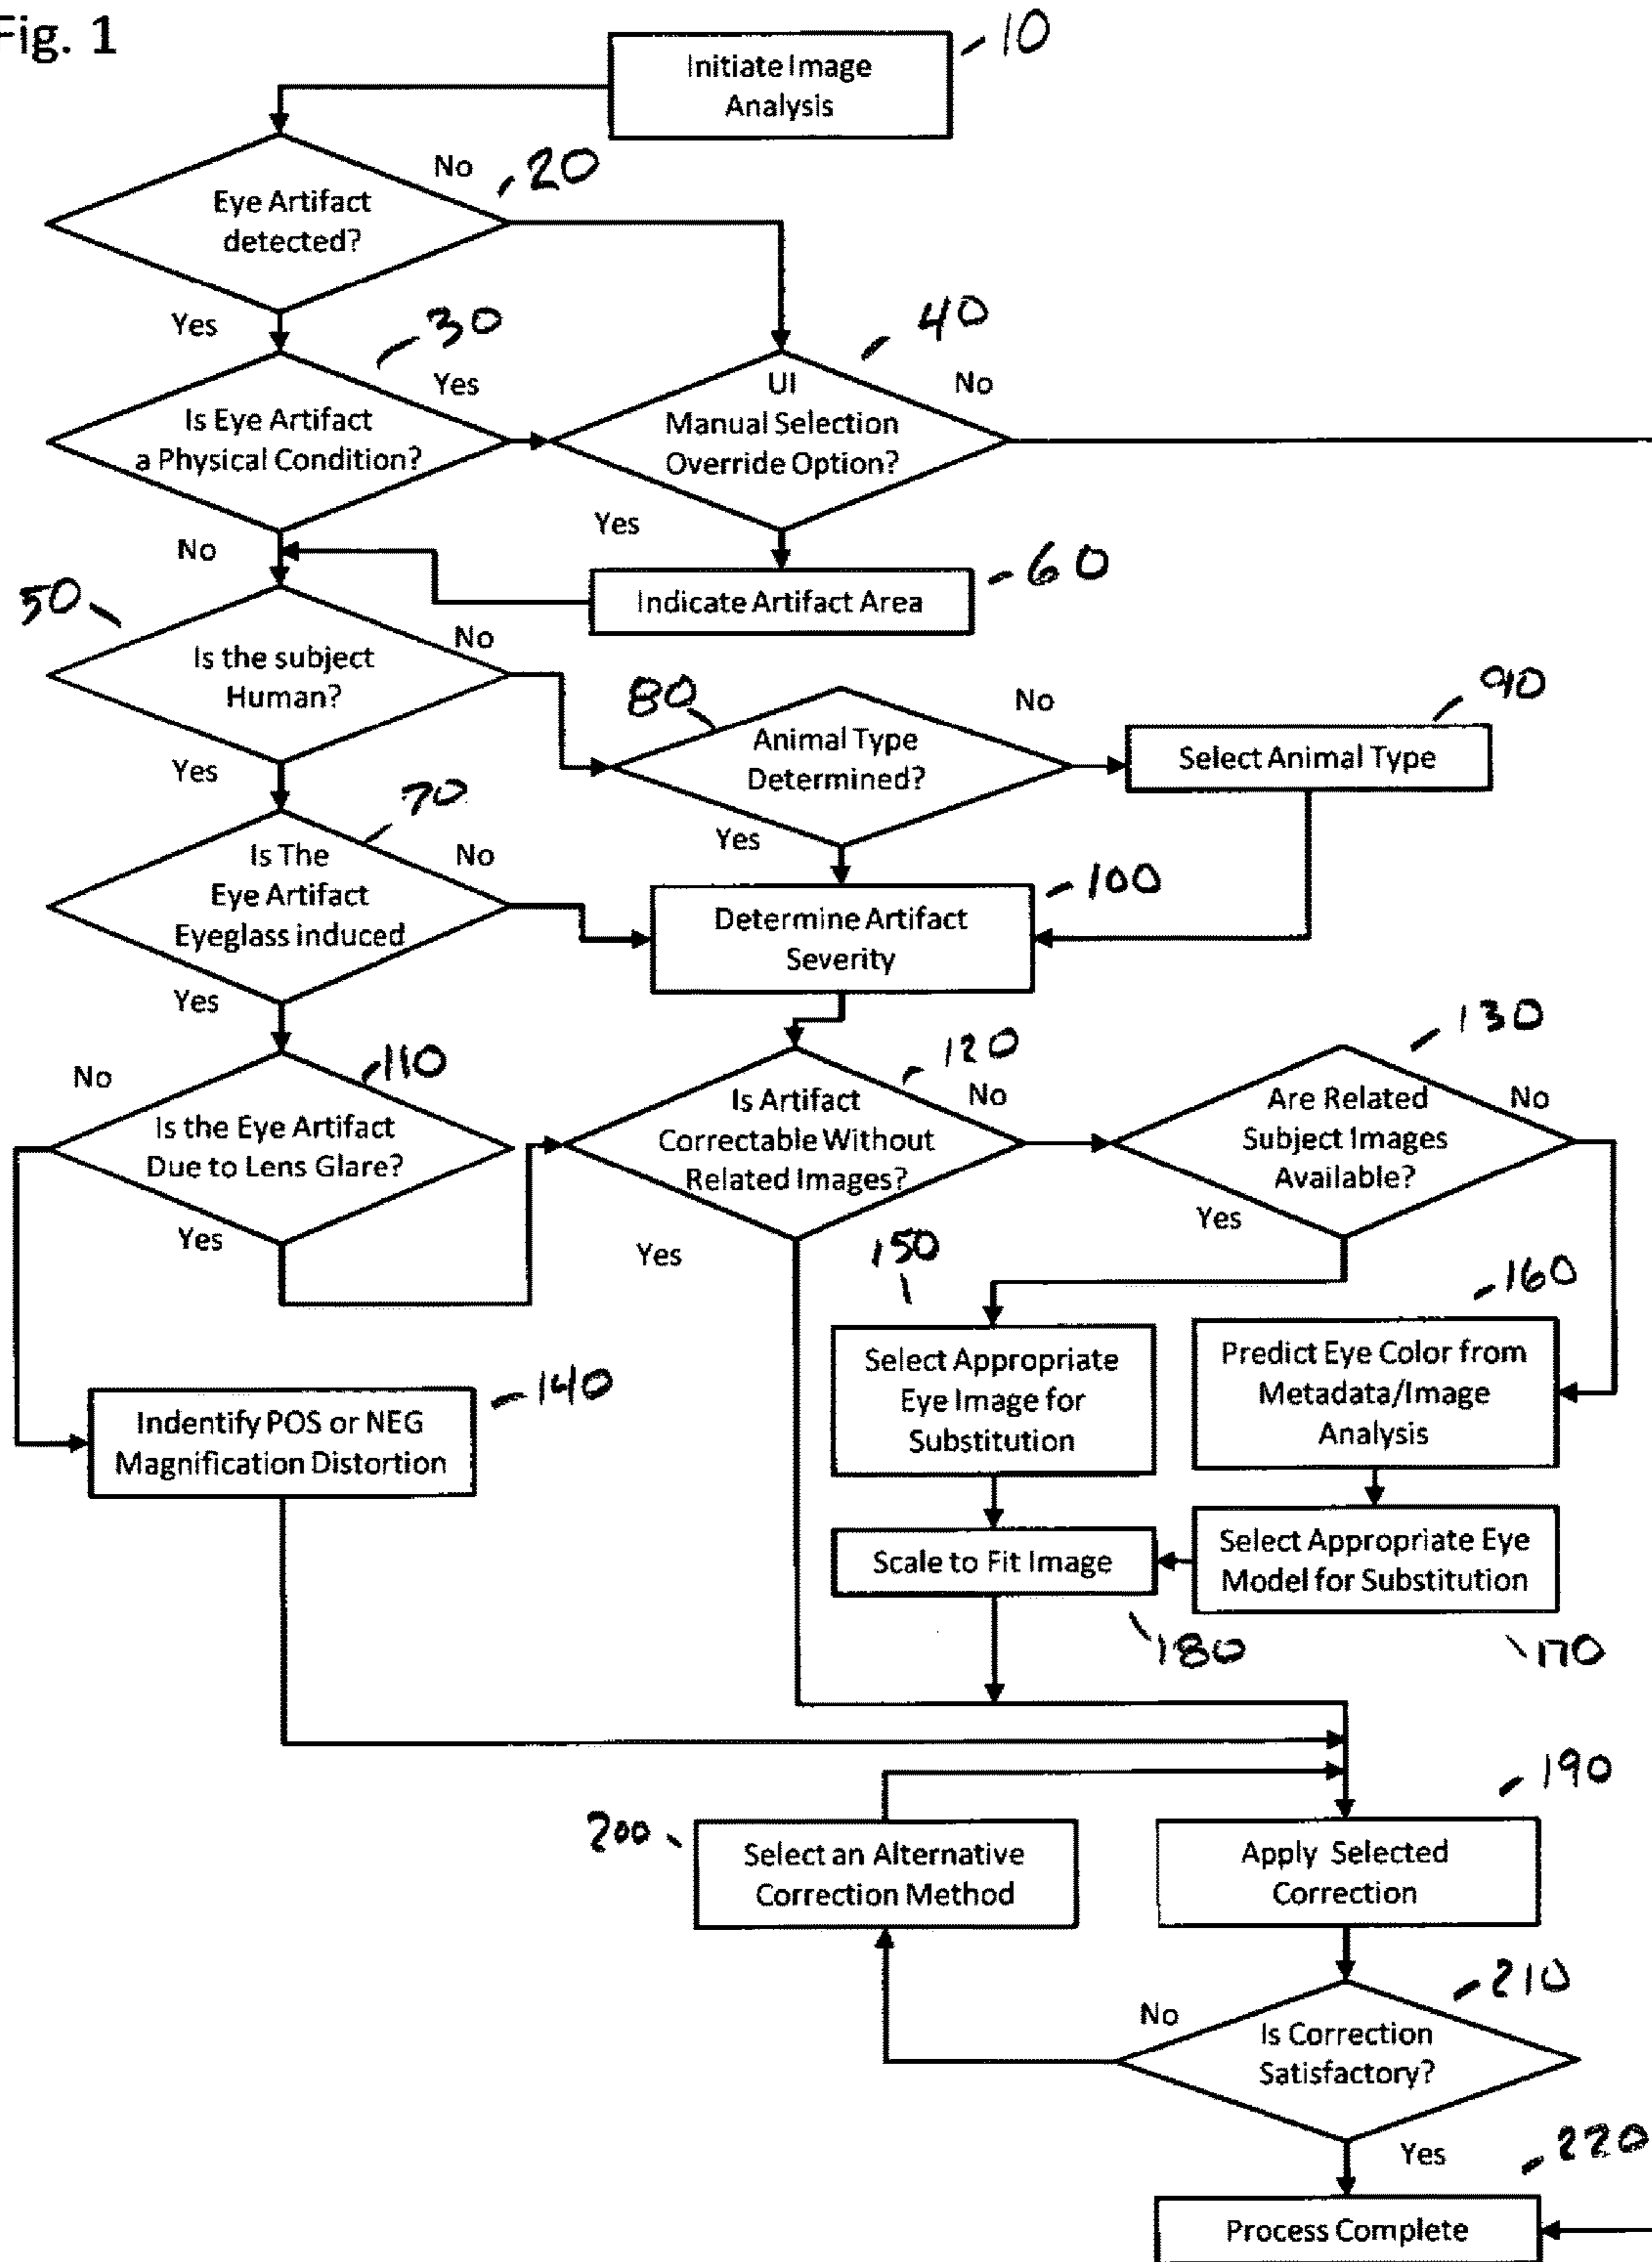 Fig. 1
Initiate Image
Analysis
10
Eye Artifact
detected?
No
20
Yes
Is Eye Artifact
a Physical Condition?
30
Yes
UI
Manual Selection
Override Option?
40
No
No
Yes
Indicate Artifact Area
60
50
Is the subject
Human?
No
80
Animal Type
Determined?
No
90
Select Animal Type
Yes
Yes
70
Is The
Eye Artifact
Eyeglass induced
No
Determine Artifact
Severity
100
Yes
No
110
Is the Eye Artifact
Due to Lens Glare?
Yes
120
Is Artifact
Correctable Without
Related Images?
No
130
Are Related
Subject Images
Available?
No
Yes
Yes
150
Select Appropriate
Eye Image for
Substitution
160
Predict Eye Color from
Metadata/Image
Analysis
140
Indentify POS or NEG
Magnification Distortion
Scale to Fit Image
180
Select Appropriate Eye
Model for Substitution
170
200
Select an Alternative
Correction Method
190
Apply Selected
Correction
210
No
Is Correction
Satisfactory?
Yes
220
Process Complete